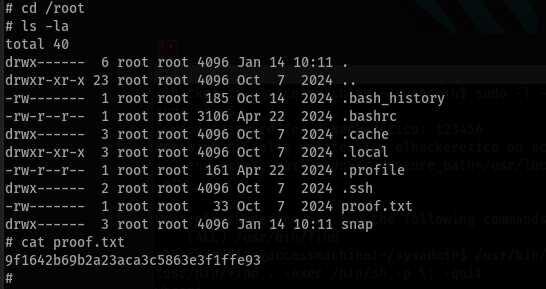 # cd /root
# ls -la
total 40
drwx------  6 root root 4096 Jan 14 10:11 .
drwxr-xr-x 23 root root 4096 Oct  7  2024 ..
-rw-------  1 root root  185 Oct 14  2024 .bash_history
-rw-r--r--  1 root root 3106 Apr 22  2024 .bashrc
drwx------  3 root root 4096 Oct  7  2024 .cache
drwxr-xr-x  3 root root 4096 Oct  7  2024 .local
-rw-r--r--  1 root root  161 Apr 22  2024 .profile
drwx------  2 root root 4096 Oct  7  2024 .ssh
-rw-------  1 root root   33 Oct  7  2024 proof.txt
drwx------  3 root root 4096 Jan 14 10:11 snap
# cat proof.txt
9f1642b69b2a23aca3c5863e3f1ffe93
#